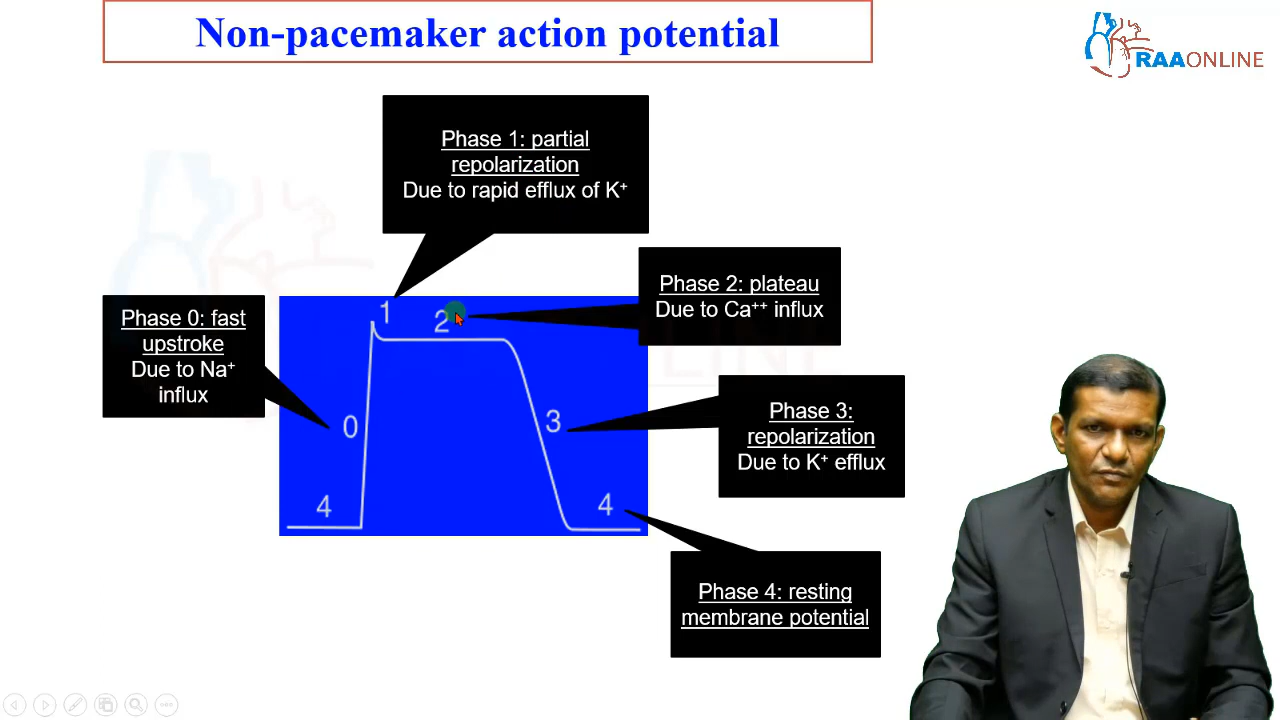 Non-pacemaker action potential
RAAONLINE
Phase 1: partial
repolarization
Due to rapid efflux of K⁺
Phase 2: plateau
Due to Ca⁺⁺ influx
Phase 0: fast
upstroke
Due to Na⁺
influx
1
2
Phase 3:
repolarization
Due to K⁺ efflux
0
3
4
4
Phase 4: resting
membrane potential